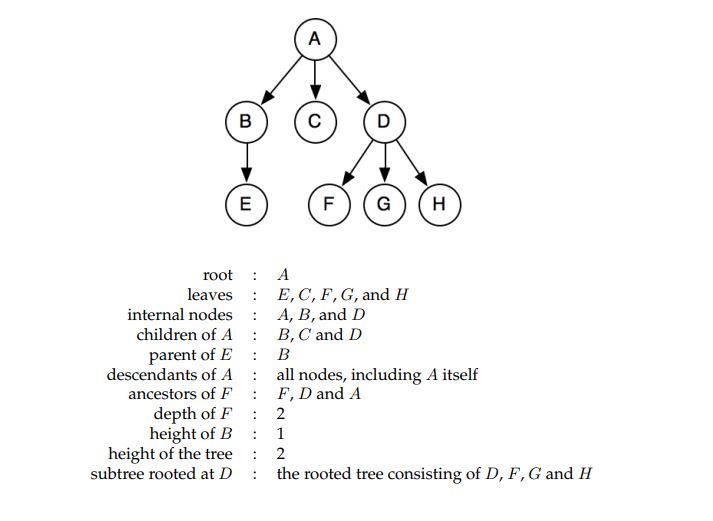 A
B C D
E F G H
root : A
leaves : E, C, F, G, and H
internal nodes : A, B, and D
children of A : B, C and D
parent of E : B
descendants of A : all nodes, including A itself
ancestors of F : F, D and A
depth of F : 2
height of B : 1
height of the tree : 2
subtree rooted at D : the rooted tree consisting of D, F, G and H